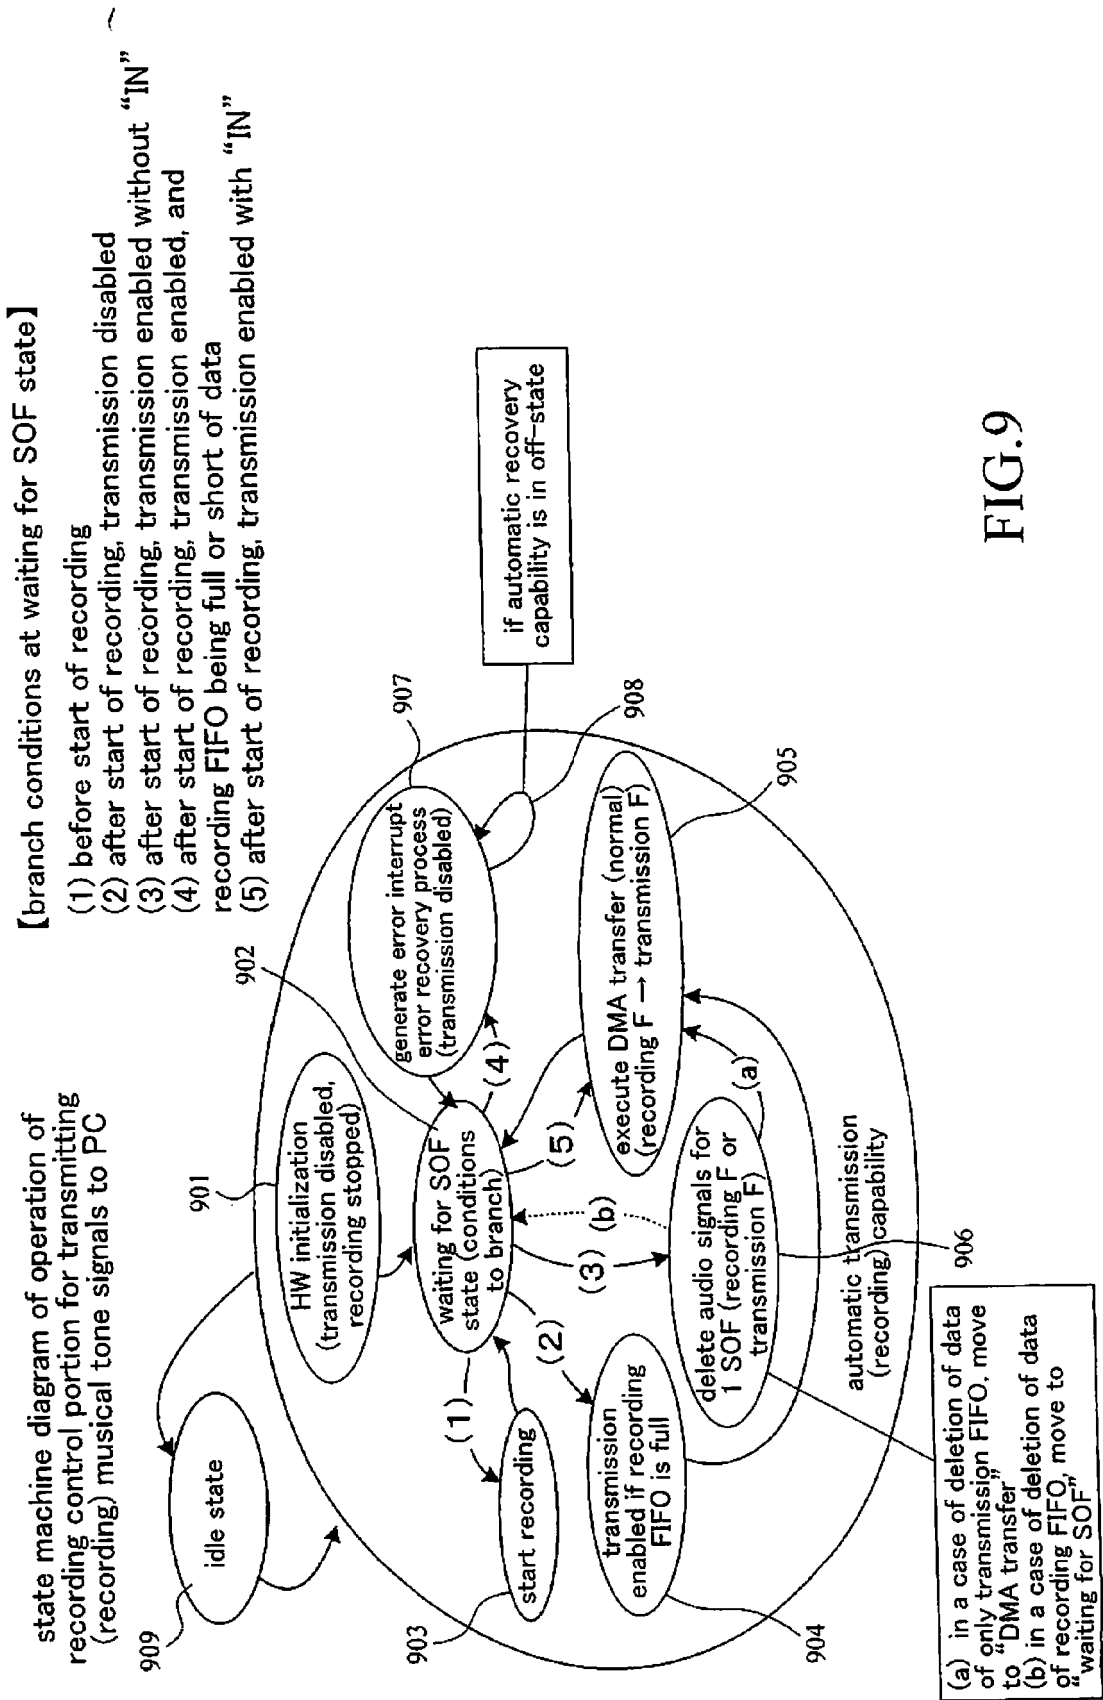 state machine diagram of operation of
recording control portion for transmitting
(recording) musical tone signals to PC
【branch conditions at waiting for SOF state】
(1) before start of recording
(2) after start of recording, transmission disabled
(3) after start of recording, transmission enabled without “IN”
(4) after start of recording, transmission enabled, and
recording FIFO being full or short of data
(5) after start of recording, transmission enabled with “IN”
909
idle state
901
HW initialization
(transmission disabled,
recording stopped)
902
waiting for SOF
state (conditions
to branch)
907
generate error interrupt
error recovery process
(transmission disabled)
908
if automatic recovery
capability is in off-state
(1)
(2)
(3)
(b)
(5)
(4)
903
start recording
904
transmission
enabled if recording
FIFO is full
delete audio signals for
1 SOF (recording F or
transmission F)
906
(a)
execute DMA transfer (normal)
(recording F → transmission F)
905
automatic transmission
(recording) capability
(a) in a case of deletion of data
of only transmission FIFO, move
to “DMA transfer”
(b) in a case of deletion of data
of recording FIFO, move to
“waiting for SOF”
FIG.9